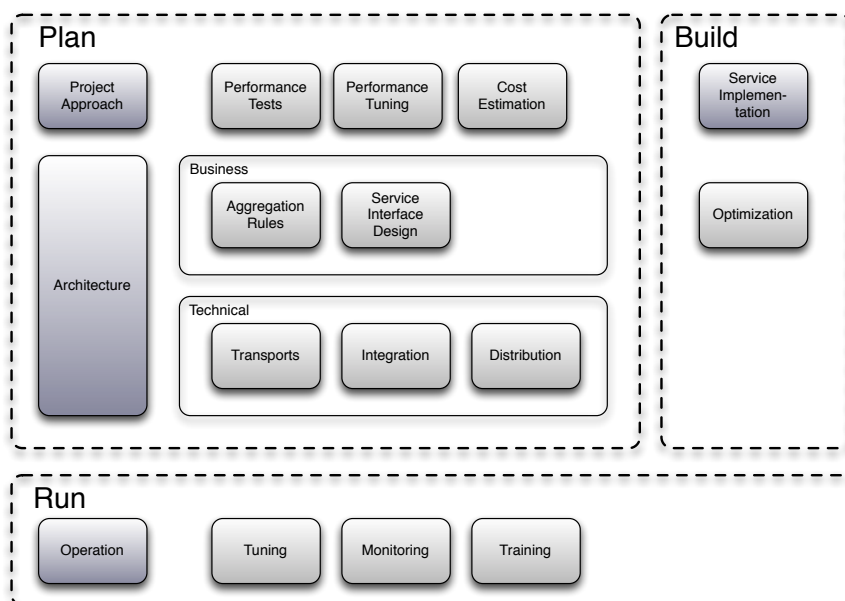 Plan
Project
Approach
Performance
Tests
Performance
Tuning
Cost
Estimation
Architecture
Business
Aggregation
Rules
Service
Interface
Design
Technical
Transports
Integration
Distribution
Build
Service
Implemen-
tation
Optimization
Run
Operation
Tuning
Monitoring
Training